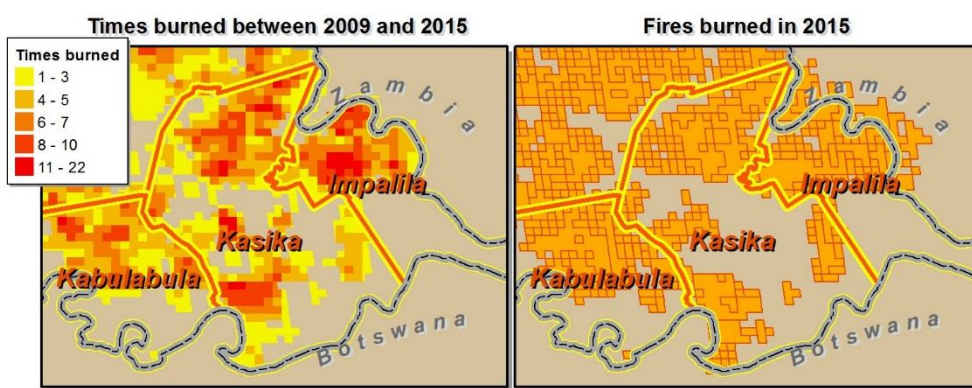 Times burned between 2009 and 2015
Times burned
1 - 3
4 - 5
6 - 7
8 - 10
11 - 22
Zambia
Impalila
Kasika
Kabulabula
Botswana
Fires burned in 2015
Zambia
Impalila
Kasika
Kabulabula
Botswana